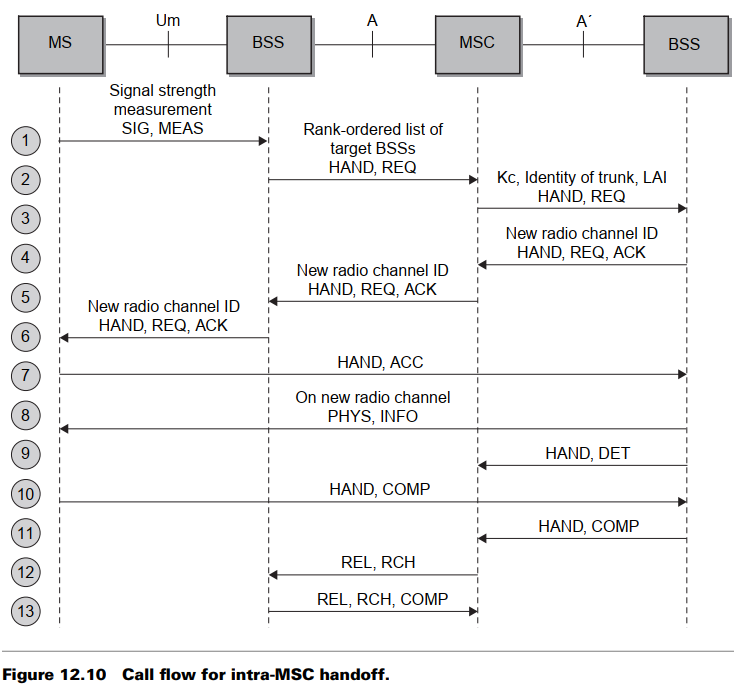 Um
A
A´
MS
BSS
MSC
BSS
Signal strength
measurement
SIG, MEAS
1
Rank-ordered list of
target BSSs
HAND, REQ
2
Kc, Identity of trunk, LAI
HAND, REQ
3
New radio channel ID
HAND, REQ, ACK
4
New radio channel ID
HAND, REQ, ACK
5
New radio channel ID
HAND, REQ, ACK
6
HAND, ACC
7
On new radio channel
PHYS, INFO
8
HAND, DET
9
HAND, COMP
10
HAND, COMP
11
REL, RCH
12
REL, RCH, COMP
13
Figure 12.10 Call flow for intra-MSC handoff.